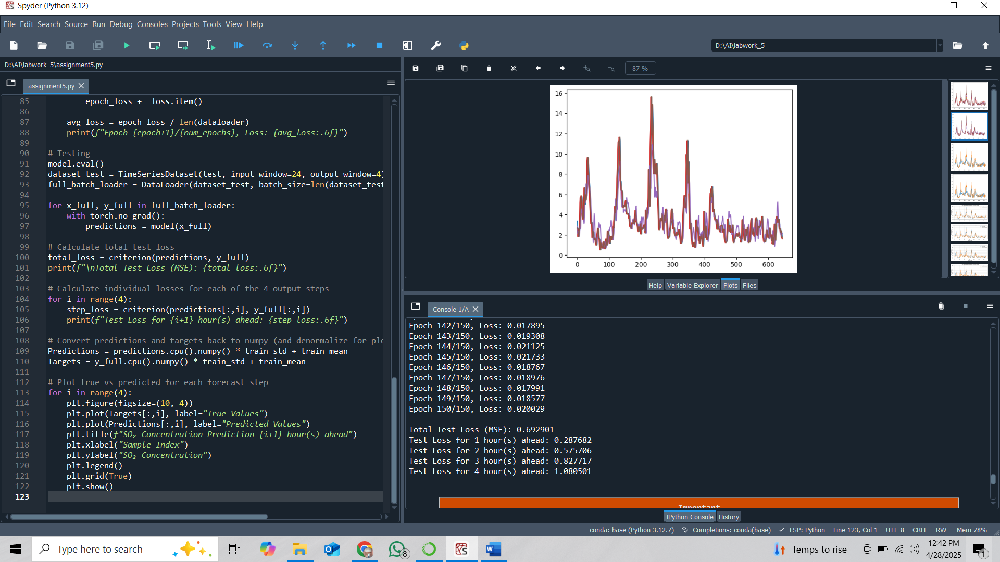 Spyder (Python 3.12)
File Edit Search Source Run Debug Consoles Projects Tools View Help
D:\AI\labwork_5
D:\AI\labwork_5\assignment5.py
assignment5.py
85 epoch_loss += loss.item()
86
87 avg_loss = epoch_loss / len(dataloader)
88 print(f"Epoch {epoch+1}/{num_epochs}, Loss: {avg_loss:.6f}")
89
90 # Testing
91 model.eval()
92 dataset_test = TimeSeriesDataset(test, input_window=24, output_window=4)
93 full_batch_loader = DataLoader(dataset_test, batch_size=len(dataset_test
94
95 for x_full, y_full in full_batch_loader:
96 with torch.no_grad():
97 predictions = model(x_full)
98
99 # Calculate total test loss
100 total_loss = criterion(predictions, y_full)
101 print(f"\nTotal Test Loss (MSE): {total_loss:.6f}")
102
103 # Calculate individual losses for each of the 4 output steps
104 for i in range(4):
105 step_loss = criterion(predictions[:,i], y_full[:,i])
106 print(f"Test Loss for {i+1} hour(s) ahead: {step_loss:.6f}")
107
108 # Convert predictions and targets back to numpy (and denormalize for plo
109 Predictions = predictions.cpu().numpy() * train_std + train_mean
110 Targets = y_full.cpu().numpy() * train_std + train_mean
111
112 # Plot true vs predicted for each forecast step
113 for i in range(4):
114 plt.figure(figsize=(10, 4))
115 plt.plot(Targets[:,i], label="True Values")
116 plt.plot(Predictions[:,i], label="Predicted Values")
117 plt.title(f"SO₂ Concentration Prediction {i+1} hour(s) ahead")
118 plt.xlabel("Sample Index")
119 plt.ylabel("SO₂ Concentration")
120 plt.legend()
121 plt.grid(True)
122 plt.show()
123
87 %
16
14
12
10
8
6
4
2
0
0 100 200 300 400 500 600
Help Variable Explorer Plots Files
Console 1/A
Epoch 142/150, Loss: 0.017895
Epoch 143/150, Loss: 0.019308
Epoch 144/150, Loss: 0.021125
Epoch 145/150, Loss: 0.021733
Epoch 146/150, Loss: 0.018767
Epoch 147/150, Loss: 0.018976
Epoch 148/150, Loss: 0.017991
Epoch 149/150, Loss: 0.018577
Epoch 150/150, Loss: 0.020029
Total Test Loss (MSE): 0.692901
Test Loss for 1 hour(s) ahead: 0.287682
Test Loss for 2 hour(s) ahead: 0.575706
Test Loss for 3 hour(s) ahead: 0.827717
Test Loss for 4 hour(s) ahead: 1.080501
Important
IPython Console History
conda: base (Python 3.12.7) Completions: conda(base) LSP: Python Line 123, Col 1 UTF-8 CRLF RW Mem 78%
Type here to search
8
Temps to rise
12:42 PM
4/28/2025
1